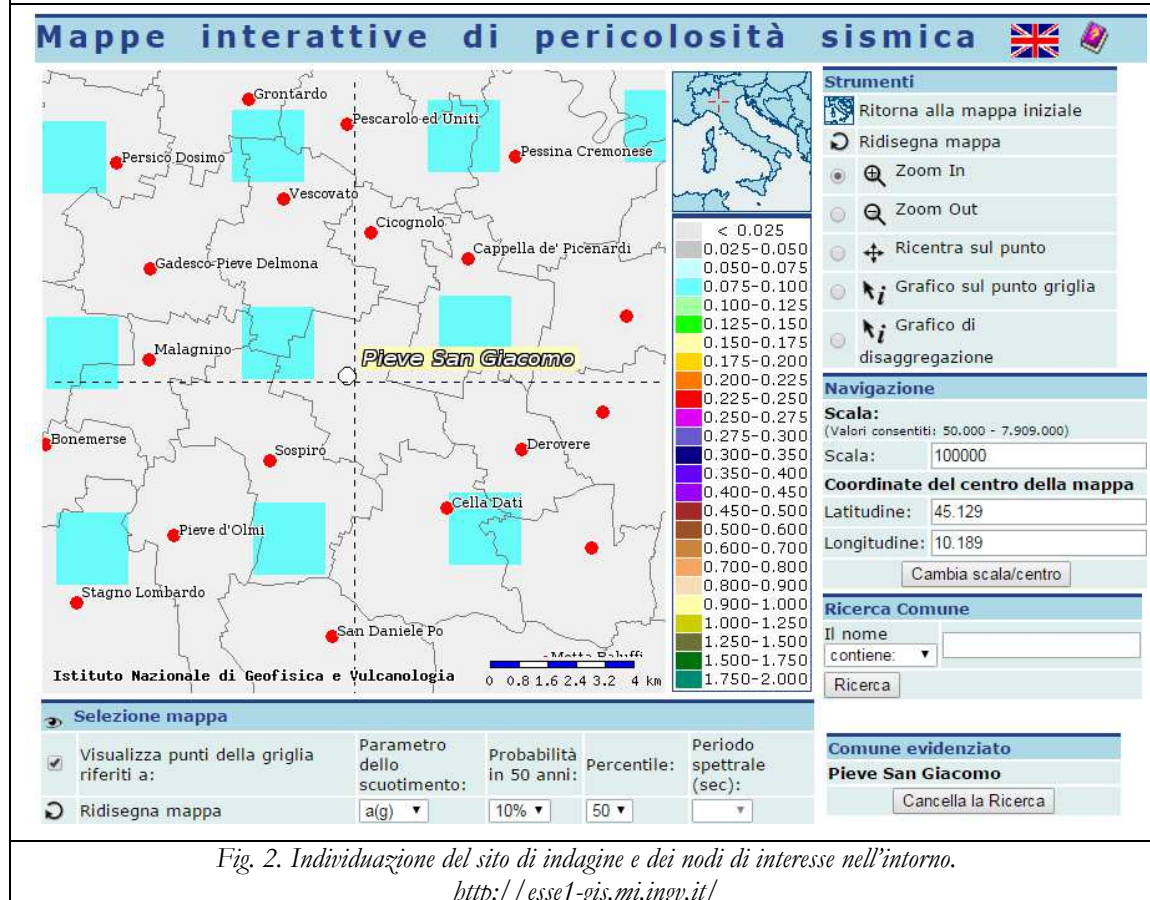 Mappe interattive di pericolosità sismica
Grontardo
Pescarolo ed Uniti
Persico Dosimo
Pessina Cremonese
Vescovato
Cicognolo
Cappella de' Picenardi
Gadesco-Pieve Delmona
Malagnino
Pieve San Giacomo
Bonemerse
Sospiro
Derovere
Cella Dati
Pieve d'Olmi
Stagno Lombardo
San Daniele Po
Motta Baluffi
Istituto Nazionale di Geofisica e Vulcanologia
0 0.8 1.6 2.4 3.2 4 km
< 0.025
0.025-0.050
0.050-0.075
0.075-0.100
0.100-0.125
0.125-0.150
0.150-0.175
0.175-0.200
0.200-0.225
0.225-0.250
0.250-0.275
0.275-0.300
0.300-0.350
0.350-0.400
0.400-0.450
0.450-0.500
0.500-0.600
0.600-0.700
0.700-0.800
0.800-0.900
0.900-1.000
1.000-1.250
1.250-1.500
1.500-1.750
1.750-2.000
Strumenti
Ritorna alla mappa iniziale
Ridisegna mappa
Zoom In
Zoom Out
Ricentra sul punto
Grafico sul punto griglia
Grafico di
disaggregazione
Navigazione
Scala:
(Valori consentiti: 50.000 - 7.909.000)
Scala: 100000
Coordinate del centro della mappa
Latitudine: 45.129
Longitudine: 10.189
Cambia scala/centro
Ricerca Comune
Il nome
contiene:
Ricerca
Comune evidenziato
Pieve San Giacomo
Cancella la Ricerca
Selezione mappa
Visualizza punti della griglia
riferiti a:
Parametro
dello
scuotimento:
Probabilità
in 50 anni:
Percentile:
Periodo
spettrale
(sec):
Ridisegna mappa
a(g)
10%
50
Fig. 2. Individuazione del sito di indagine e dei nodi di interesse nell'intorno.
http://esse1-gis.mi.ingv.it/